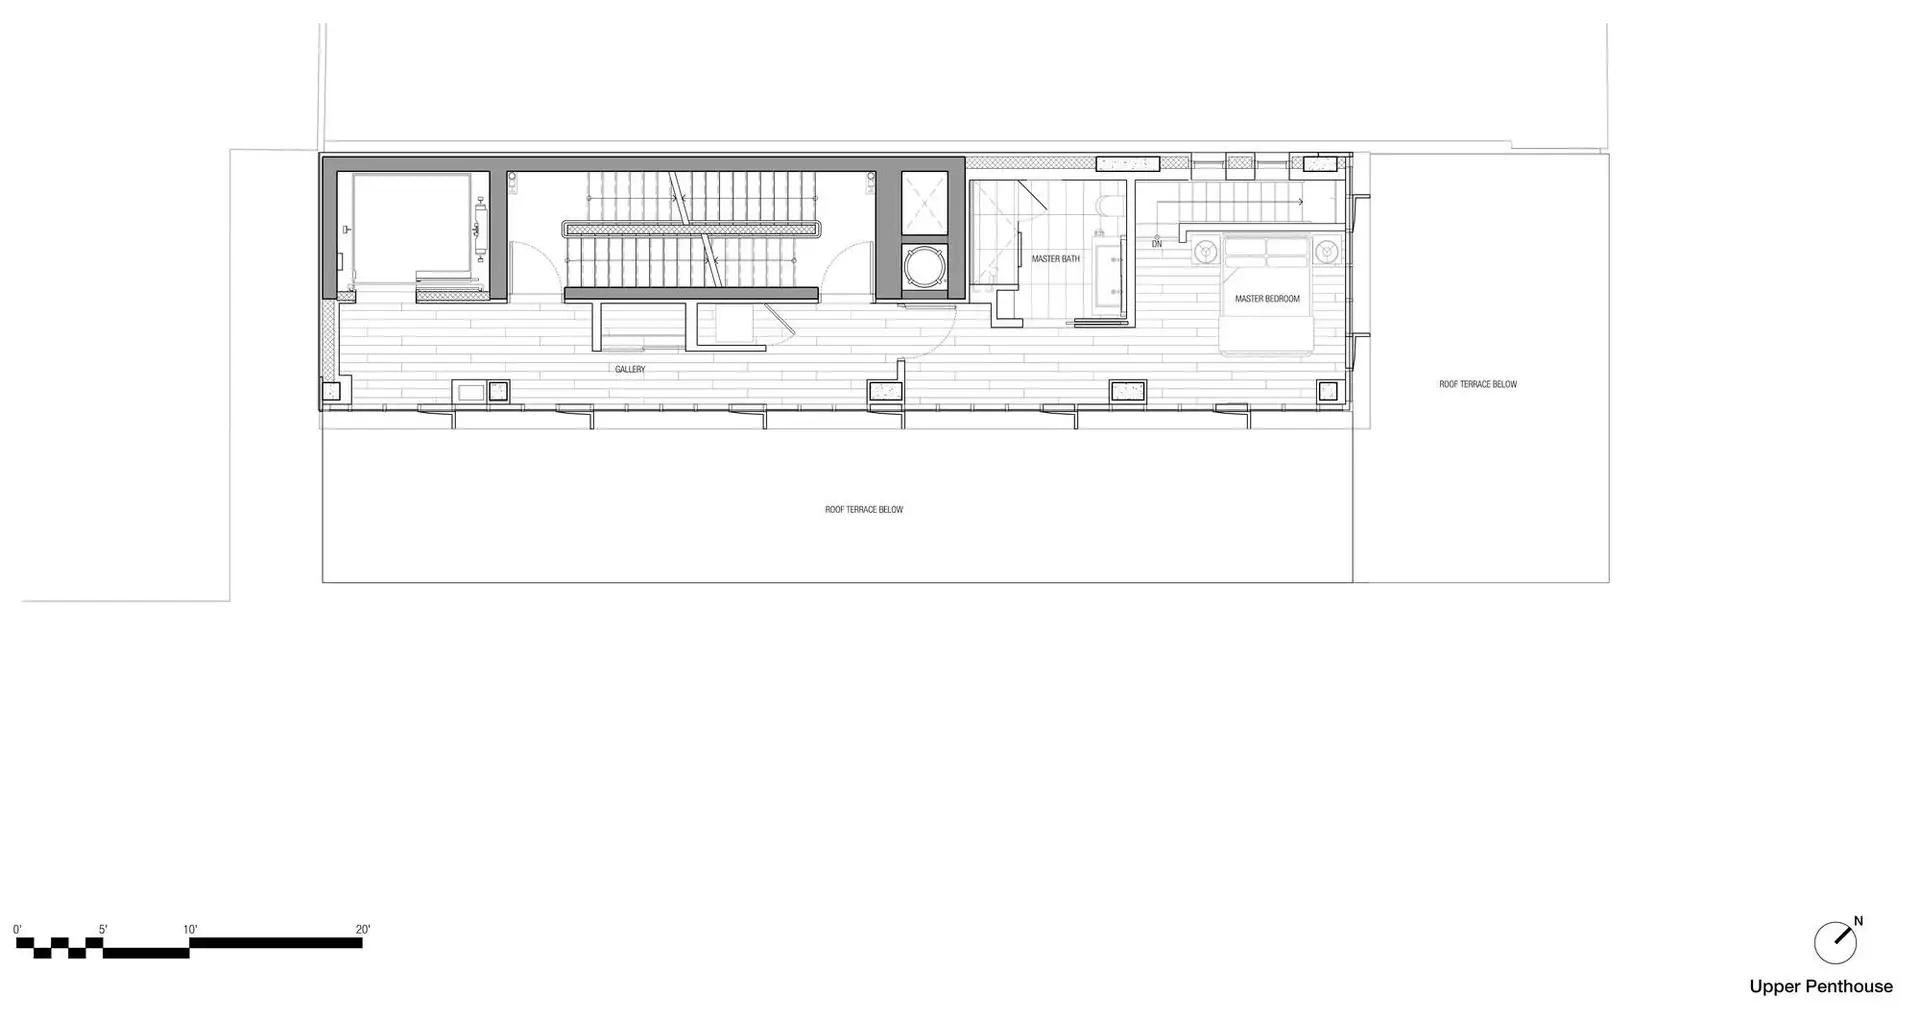 DN
MASTER BATH
MASTER BEDROOM
GALLERY
ROOF TERRACE BELOW
ROOF TERRACE BELOW
0' 5' 10' 20'
N
Upper Penthouse